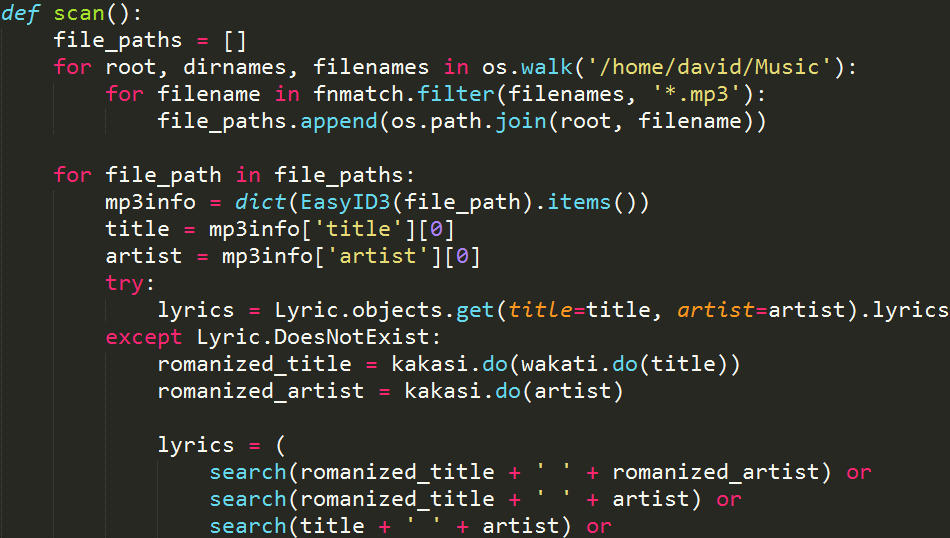 def scan():
    file_paths = []
    for root, dirnames, filenames in os.walk('/home/david/Music'):
        for filename in fnmatch.filter(filenames, '*.mp3'):
            file_paths.append(os.path.join(root, filename))

    for file_path in file_paths:
        mp3info = dict(EasyID3(file_path).items())
        title = mp3info['title'][0]
        artist = mp3info['artist'][0]
        try:
            lyrics = Lyric.objects.get(title=title, artist=artist).lyrics
        except Lyric.DoesNotExist:
            romanized_title = kakasi.do(wakati.do(title))
            romanized_artist = kakasi.do(artist)

            lyrics = (
                search(romanized_title + ' ' + romanized_artist) or
                search(romanized_title + ' ' + artist) or
                search(title + ' ' + artist) or